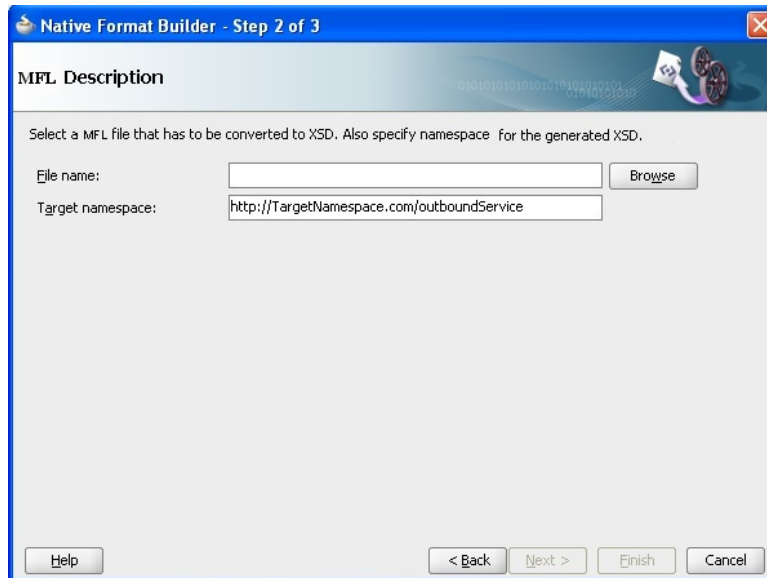 Native Format Builder - Step 2 of 3
MFL Description
Select a MFL file that has to be converted to XSD. Also specify namespace for the generated XSD.
File name:
Browse
Target namespace:
http://TargetNamespace.com/outboundService
Help
< Back
Next >
Finish
Cancel